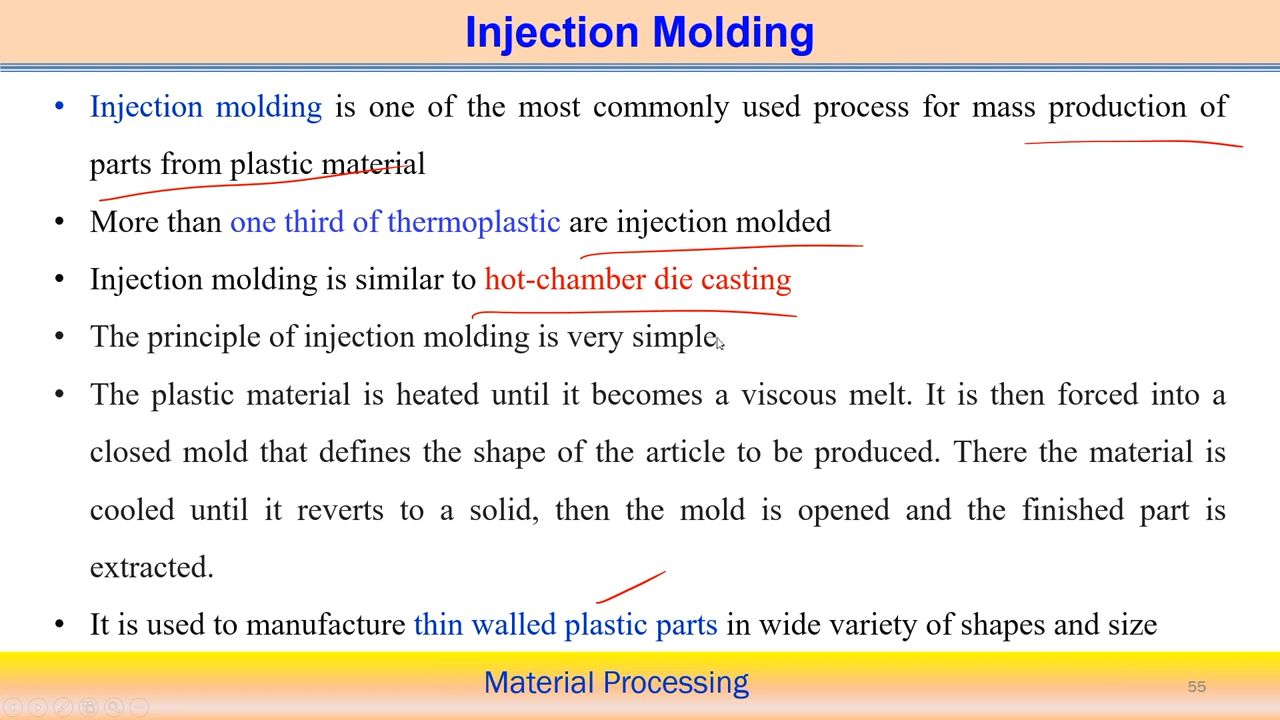 Injection Molding
• Injection molding is one of the most commonly used process for mass production of
parts from plastic material
• More than one third of thermoplastic are injection molded
• Injection molding is similar to hot-chamber die casting
• The principle of injection molding is very simple
• The plastic material is heated until it becomes a viscous melt. It is then forced into a
closed mold that defines the shape of the article to be produced. There the material is
cooled until it reverts to a solid, then the mold is opened and the finished part is
extracted.
• It is used to manufacture thin walled plastic parts in wide variety of shapes and size
Material Processing
55